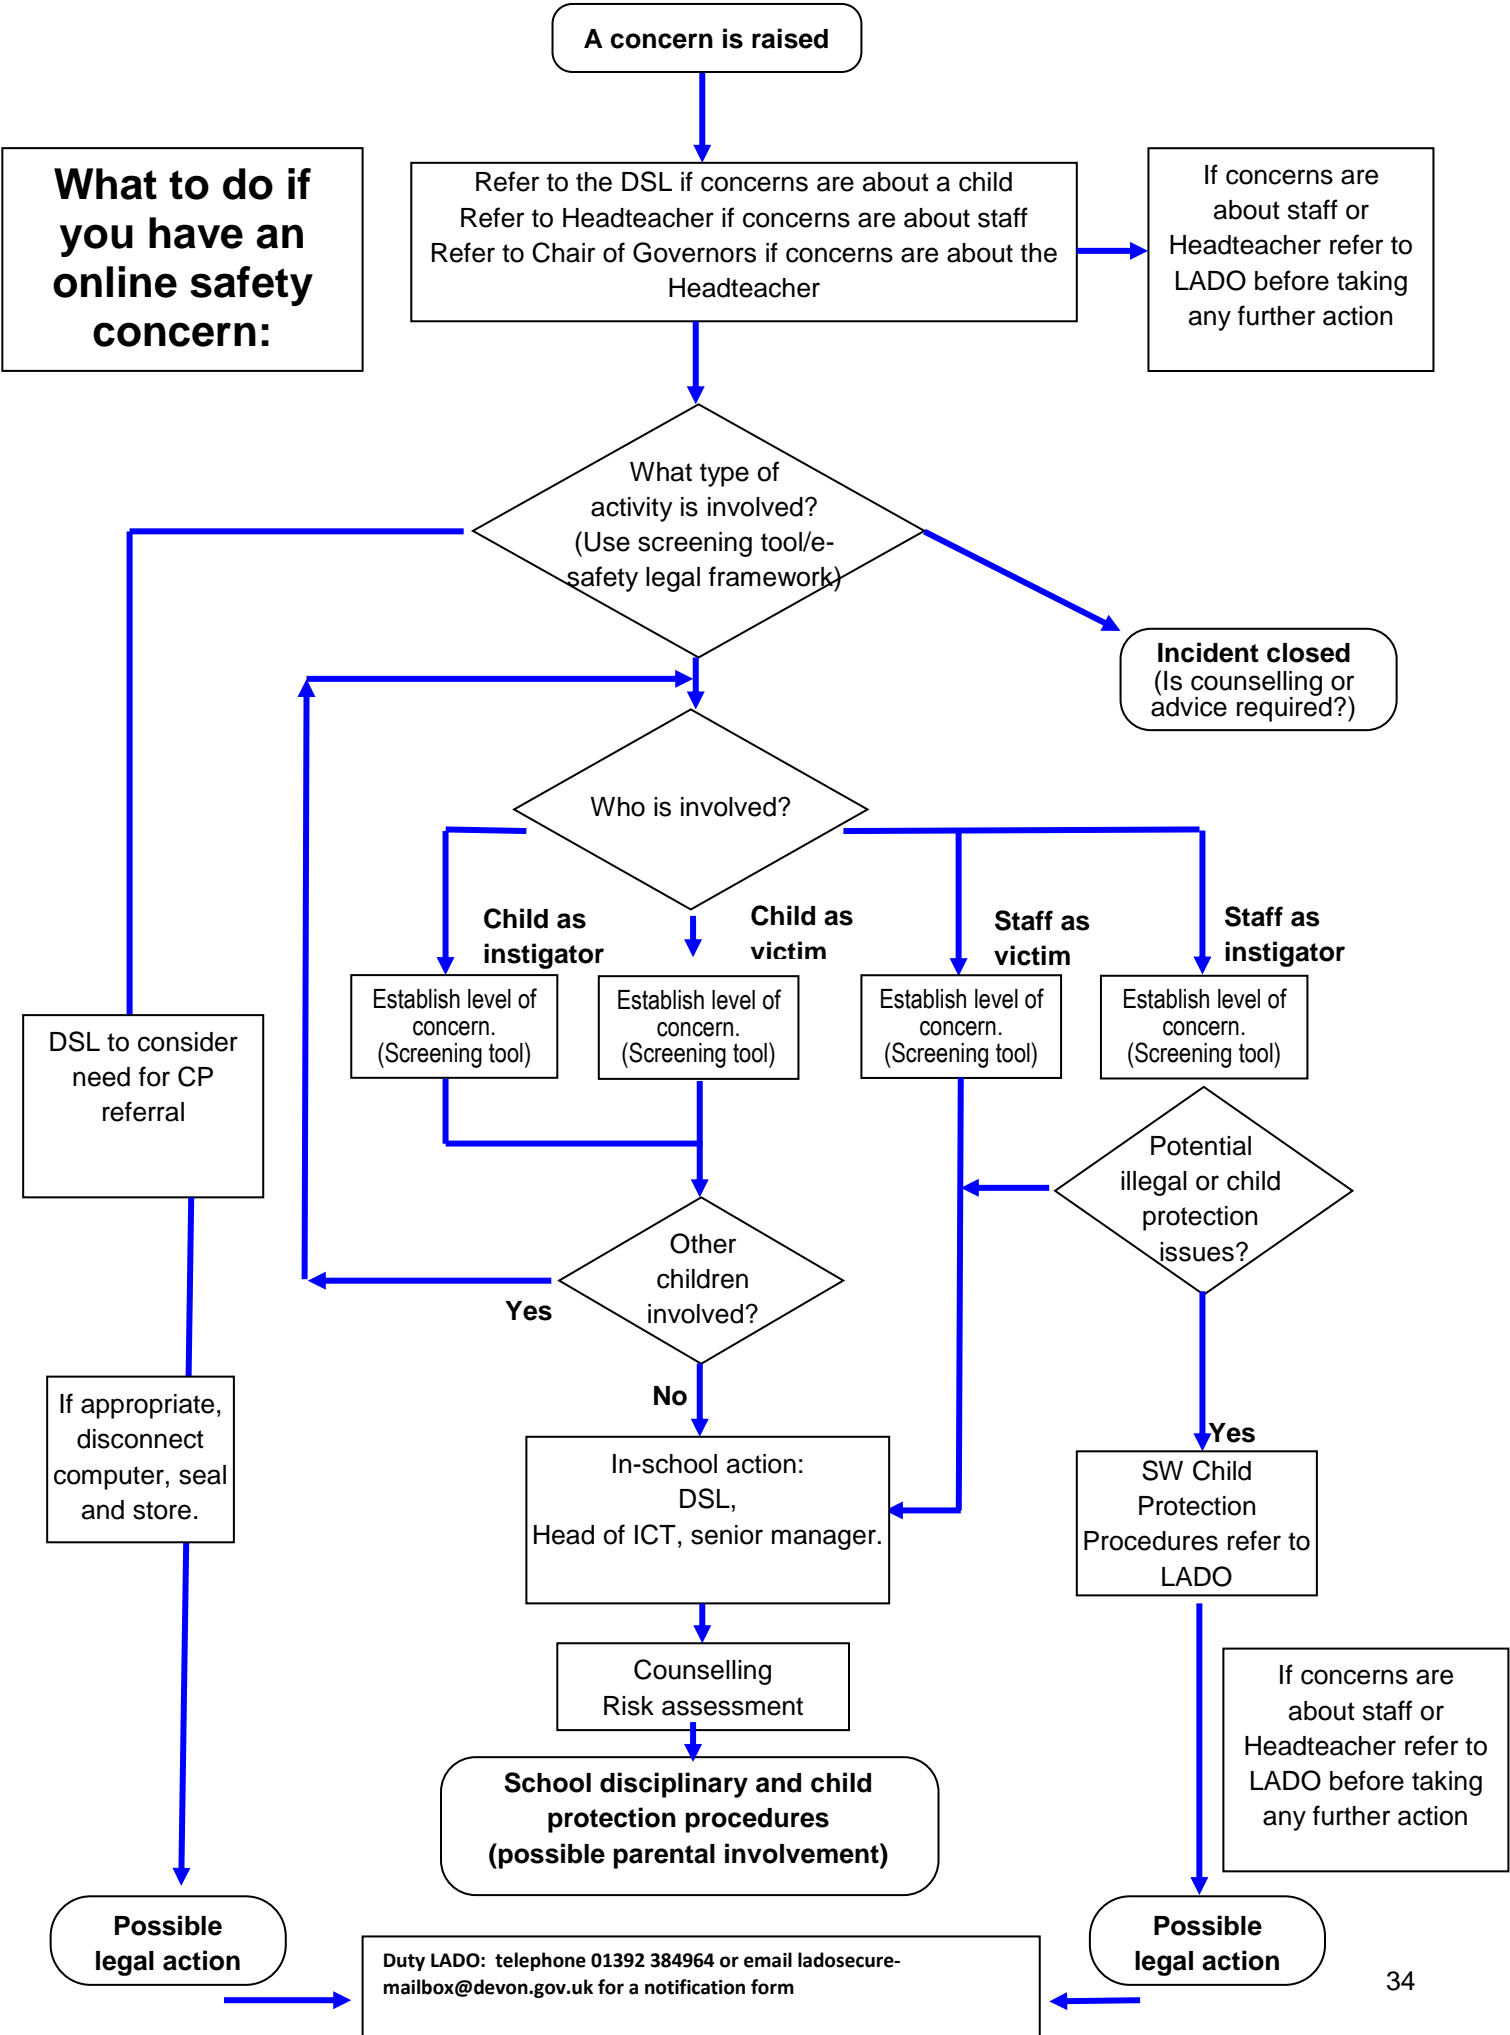 A concern is raised
What to do if
you have an
online safety
concern:
Refer to the DSL if concerns are about a child
Refer to Headteacher if concerns are about staff
Refer to Chair of Governors if concerns are about the
Headteacher
If concerns are
about staff or
Headteacher refer to
LADO before taking
any further action
What type of
activity is involved?
(Use screening tool/e-
safety legal framework)
Incident closed
(Is counselling or
advice required?)
Who is involved?
Child as
instigator
Child as
victim
Staff as
victim
Staff as
instigator
Establish level of
concern.
(Screening tool)
Establish level of
concern.
(Screening tool)
Establish level of
concern.
(Screening tool)
Establish level of
concern.
(Screening tool)
DSL to consider
need for CP
referral
Potential
illegal or child
protection
issues?
Other
children
involved?
Yes
No
If appropriate,
disconnect
computer, seal
and store.
In-school action:
DSL,
Head of ICT, senior manager.
Yes
SW Child
Protection
Procedures refer to
LADO
Counselling
Risk assessment
If concerns are
about staff or
Headteacher refer to
LADO before taking
any further action
School disciplinary and child
protection procedures
(possible parental involvement)
Possible
legal action
Possible
legal action
Duty LADO:  telephone 01392 384964 or email ladosecure-
mailbox@devon.gov.uk for a notification form
34